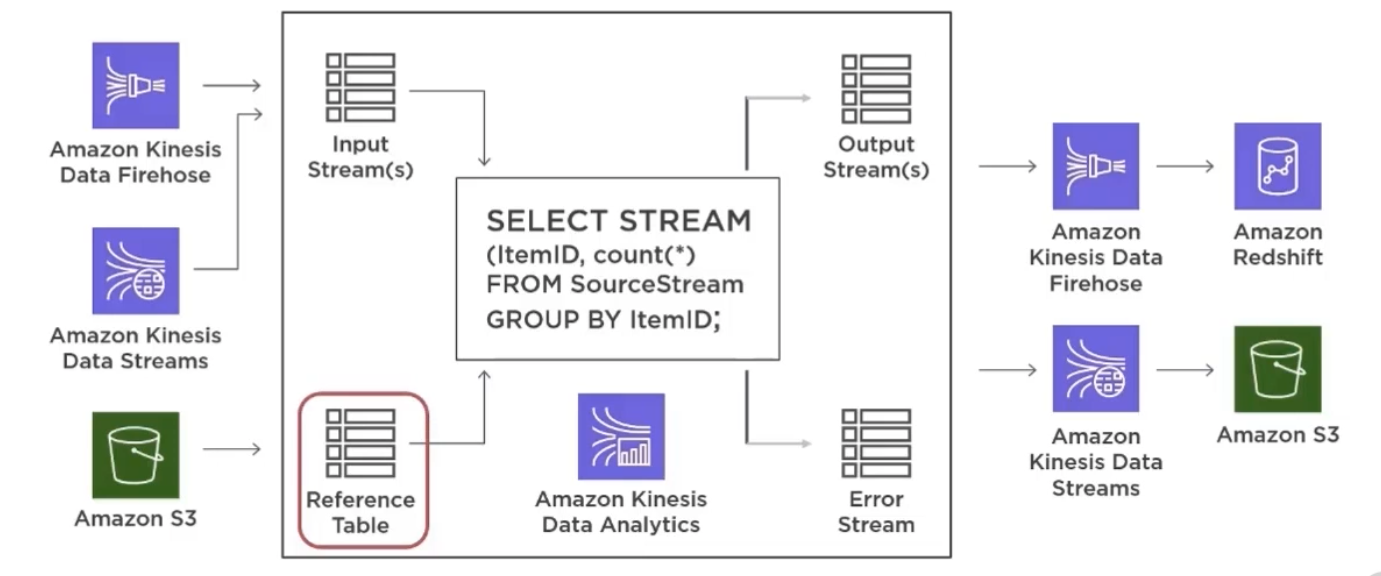 Amazon Kinesis
Data Firehose
Amazon Kinesis
Data Streams
Amazon S3
Input
Stream(s)
Reference
Table
SELECT STREAM
(ItemID, count(*)
FROM SourceStream
GROUP BY ItemID;
Amazon Kinesis
Data Analytics
Output
Stream(s)
Error
Stream
Amazon
Kinesis Data
Firehose
Amazon
Redshift
Amazon
Kinesis Data
Streams
Amazon S3